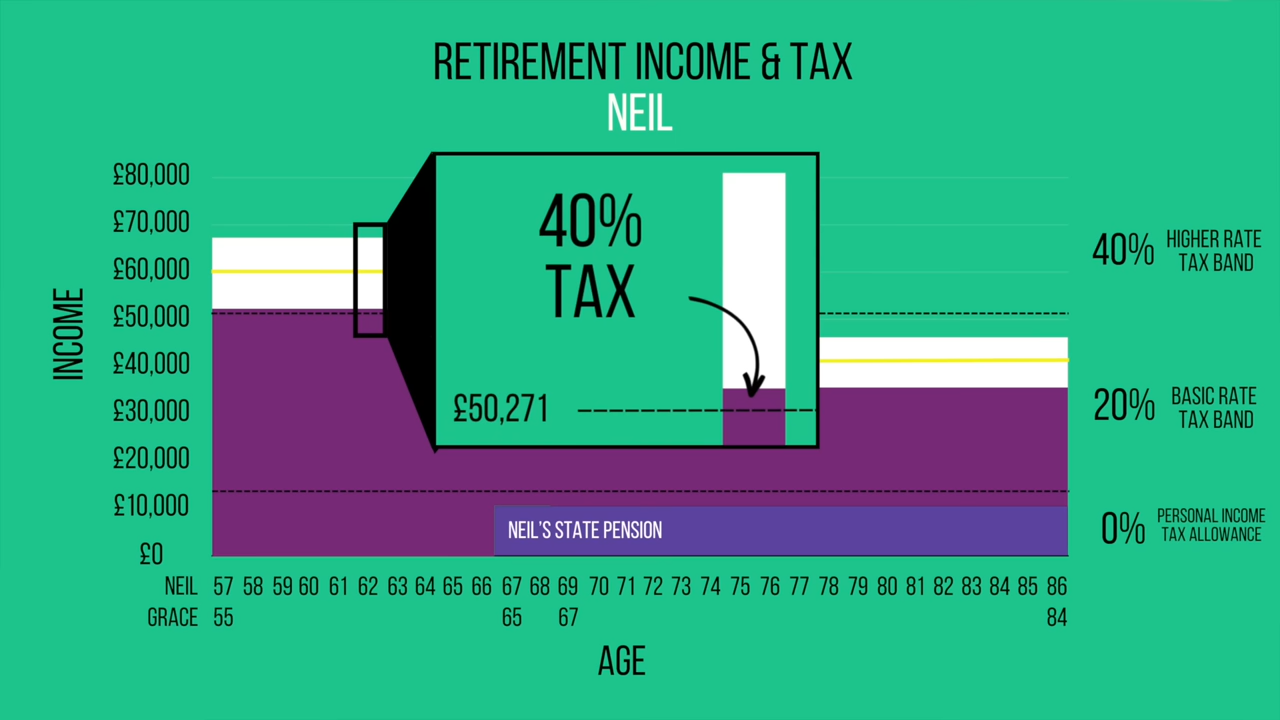 RETIREMENT INCOME & TAX
NEIL
£80,000
£70,000
£60,000
£50,000
£40,000
£30,000
£20,000
£10,000
£0
INCOME
40%
TAX
£50,271
40% HIGHER RATE
TAX BAND
20% BASIC RATE
TAX BAND
0% PERSONAL INCOME
TAX ALLOWANCE
NEIL'S STATE PENSION
NEIL 57 58 59 60 61 62 63 64 65 66 67 68 69 70 71 72 73 74 75 76 77 78 79 80 81 82 83 84 85 86
GRACE 55 65 67 84
AGE